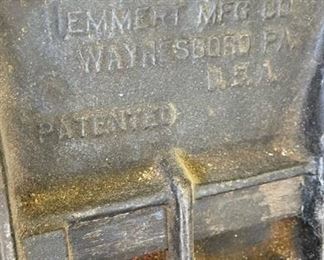 EMMERT MFG CO
WAYNESBORO PA.
U.S.A.
PATENTED